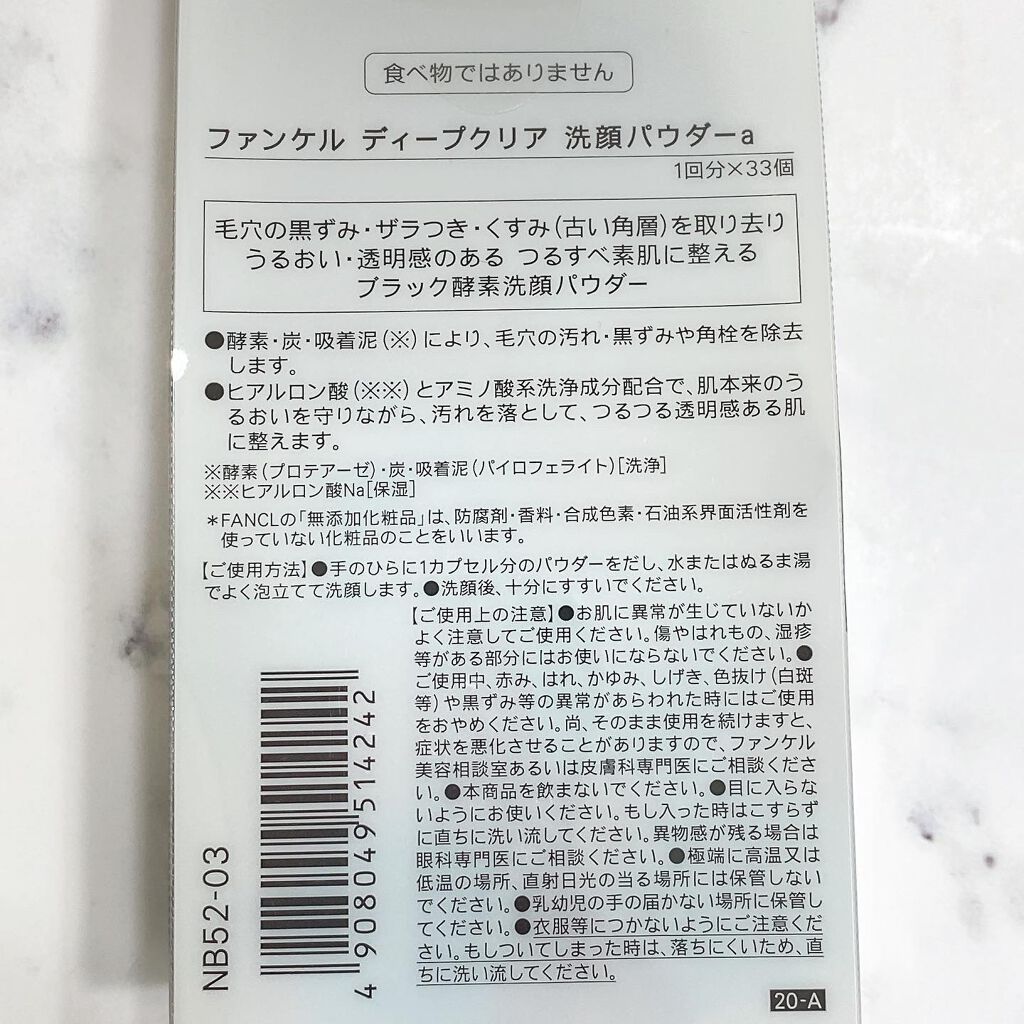 食べ物ではありません
ファンケル ディープクリア 洗顔パウダーa
1回分×33個
毛穴の黒ずみ・ザラつき・くすみ(古い角層)を取り去り
うるおい・透明感のある つるすべ素肌に整える
ブラック酵素洗顔パウダー
●酵素・炭・吸着泥(※)により、毛穴の汚れ・黒ずみや角栓を除去
します。
●ヒアルロン酸(※※)とアミノ酸系洗浄成分配合で、肌本来のう
るおいを守りながら、汚れを落として、つるつる透明感ある肌
に整えます。
※酵素(プロテアーゼ)・炭・吸着泥(パイロフェライト)[洗浄]
※※ヒアルロン酸Na[保湿]
*FANCLの「無添加化粧品」は、防腐剤・香料・合成色素・石油系界面活性剤を
使っていない化粧品のことをいいます。
【ご使用方法】●手のひらに1カプセル分のパウダーをだし、水またはぬるま湯
でよく泡立てて洗顔します。●洗顔後、十分にすすいでください。
【ご使用上の注意】●お肌に異常が生じていないか
よく注意してご使用ください。傷やはれもの、湿疹
等がある部分にはお使いにならないでください。●
ご使用中、赤み、はれ、かゆみ、しげき、色抜け(白斑
等)や黒ずみ等の異常があらわれた時にはご使用
をおやめください。尚、そのまま使用を続けますと、
症状を悪化させることがありますので、ファンケル
美容相談室あるいは皮膚科専門医にご相談くださ
い。●本商品を飲まないでください。●目に入らな
いようにお使いください。もし入った時はこすらず
に直ちに洗い流してください。異物感が残る場合は
眼科専門医にご相談ください。●極端に高温又は
低温の場所、直射日光の当る場所には保管しない
でください。●乳幼児の手の届かない場所に保管し
てください。●衣服等につかないようにご注意くだ
さい。もしついてしまった時は、落ちにくいため、直
ちに洗い流してください。
NB52-03
4 908049 514242
20-A